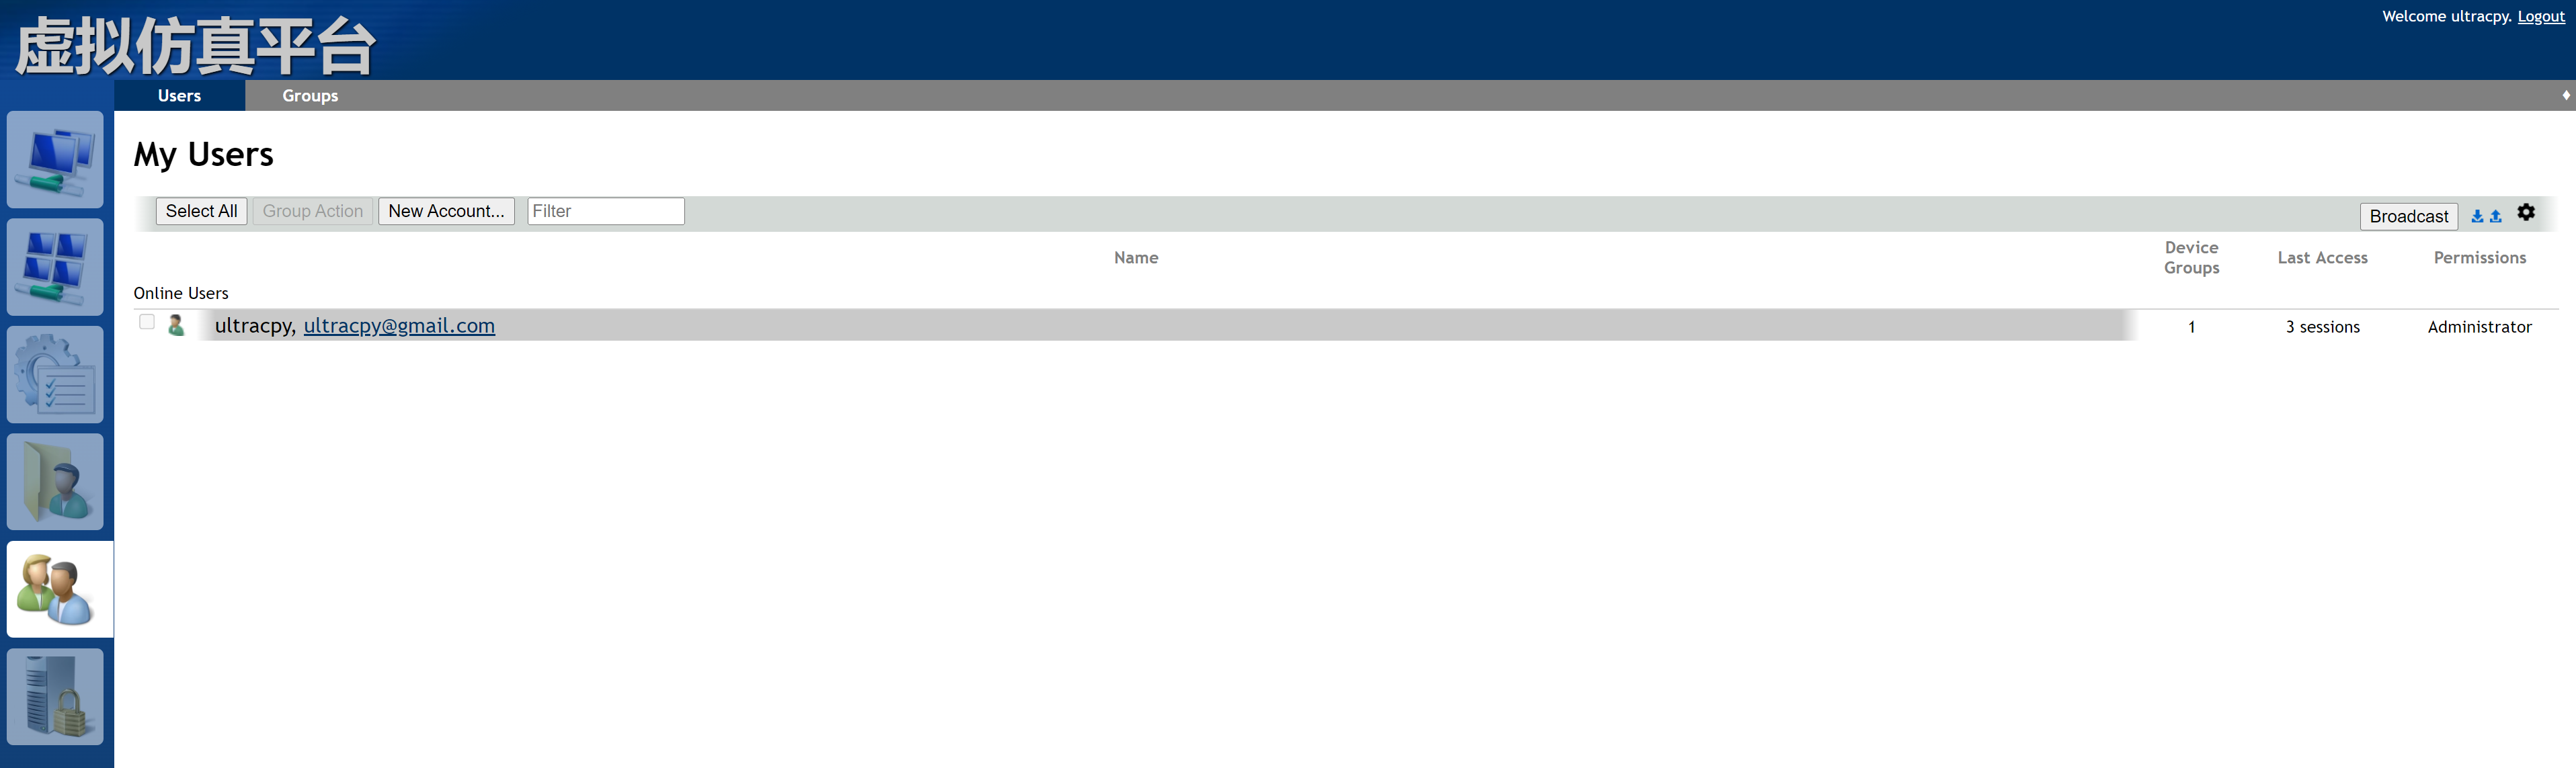 虚拟仿真平台
Welcome ultracpy. Logout
Users Groups
My Users
Select All Group Action New Account... Filter Broadcast
Name Device Groups Last Access Permissions
Online Users
ultracpy, ultracpy@gmail.com 1 3 sessions Administrator